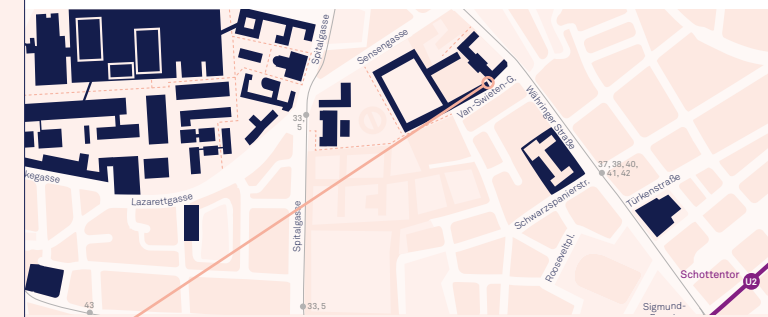 Spitalgasse
Sensengasse
Van-Swieten-G.
Währinger Straße
33,
5
37, 38, 40,
41, 42
kegasse
Lazarettgasse
Türkenstraße
Schwarzspanierstr.
Spitalgasse
Rooseveltpl.
Schottentor
U2
43
33, 5
Sigmund-